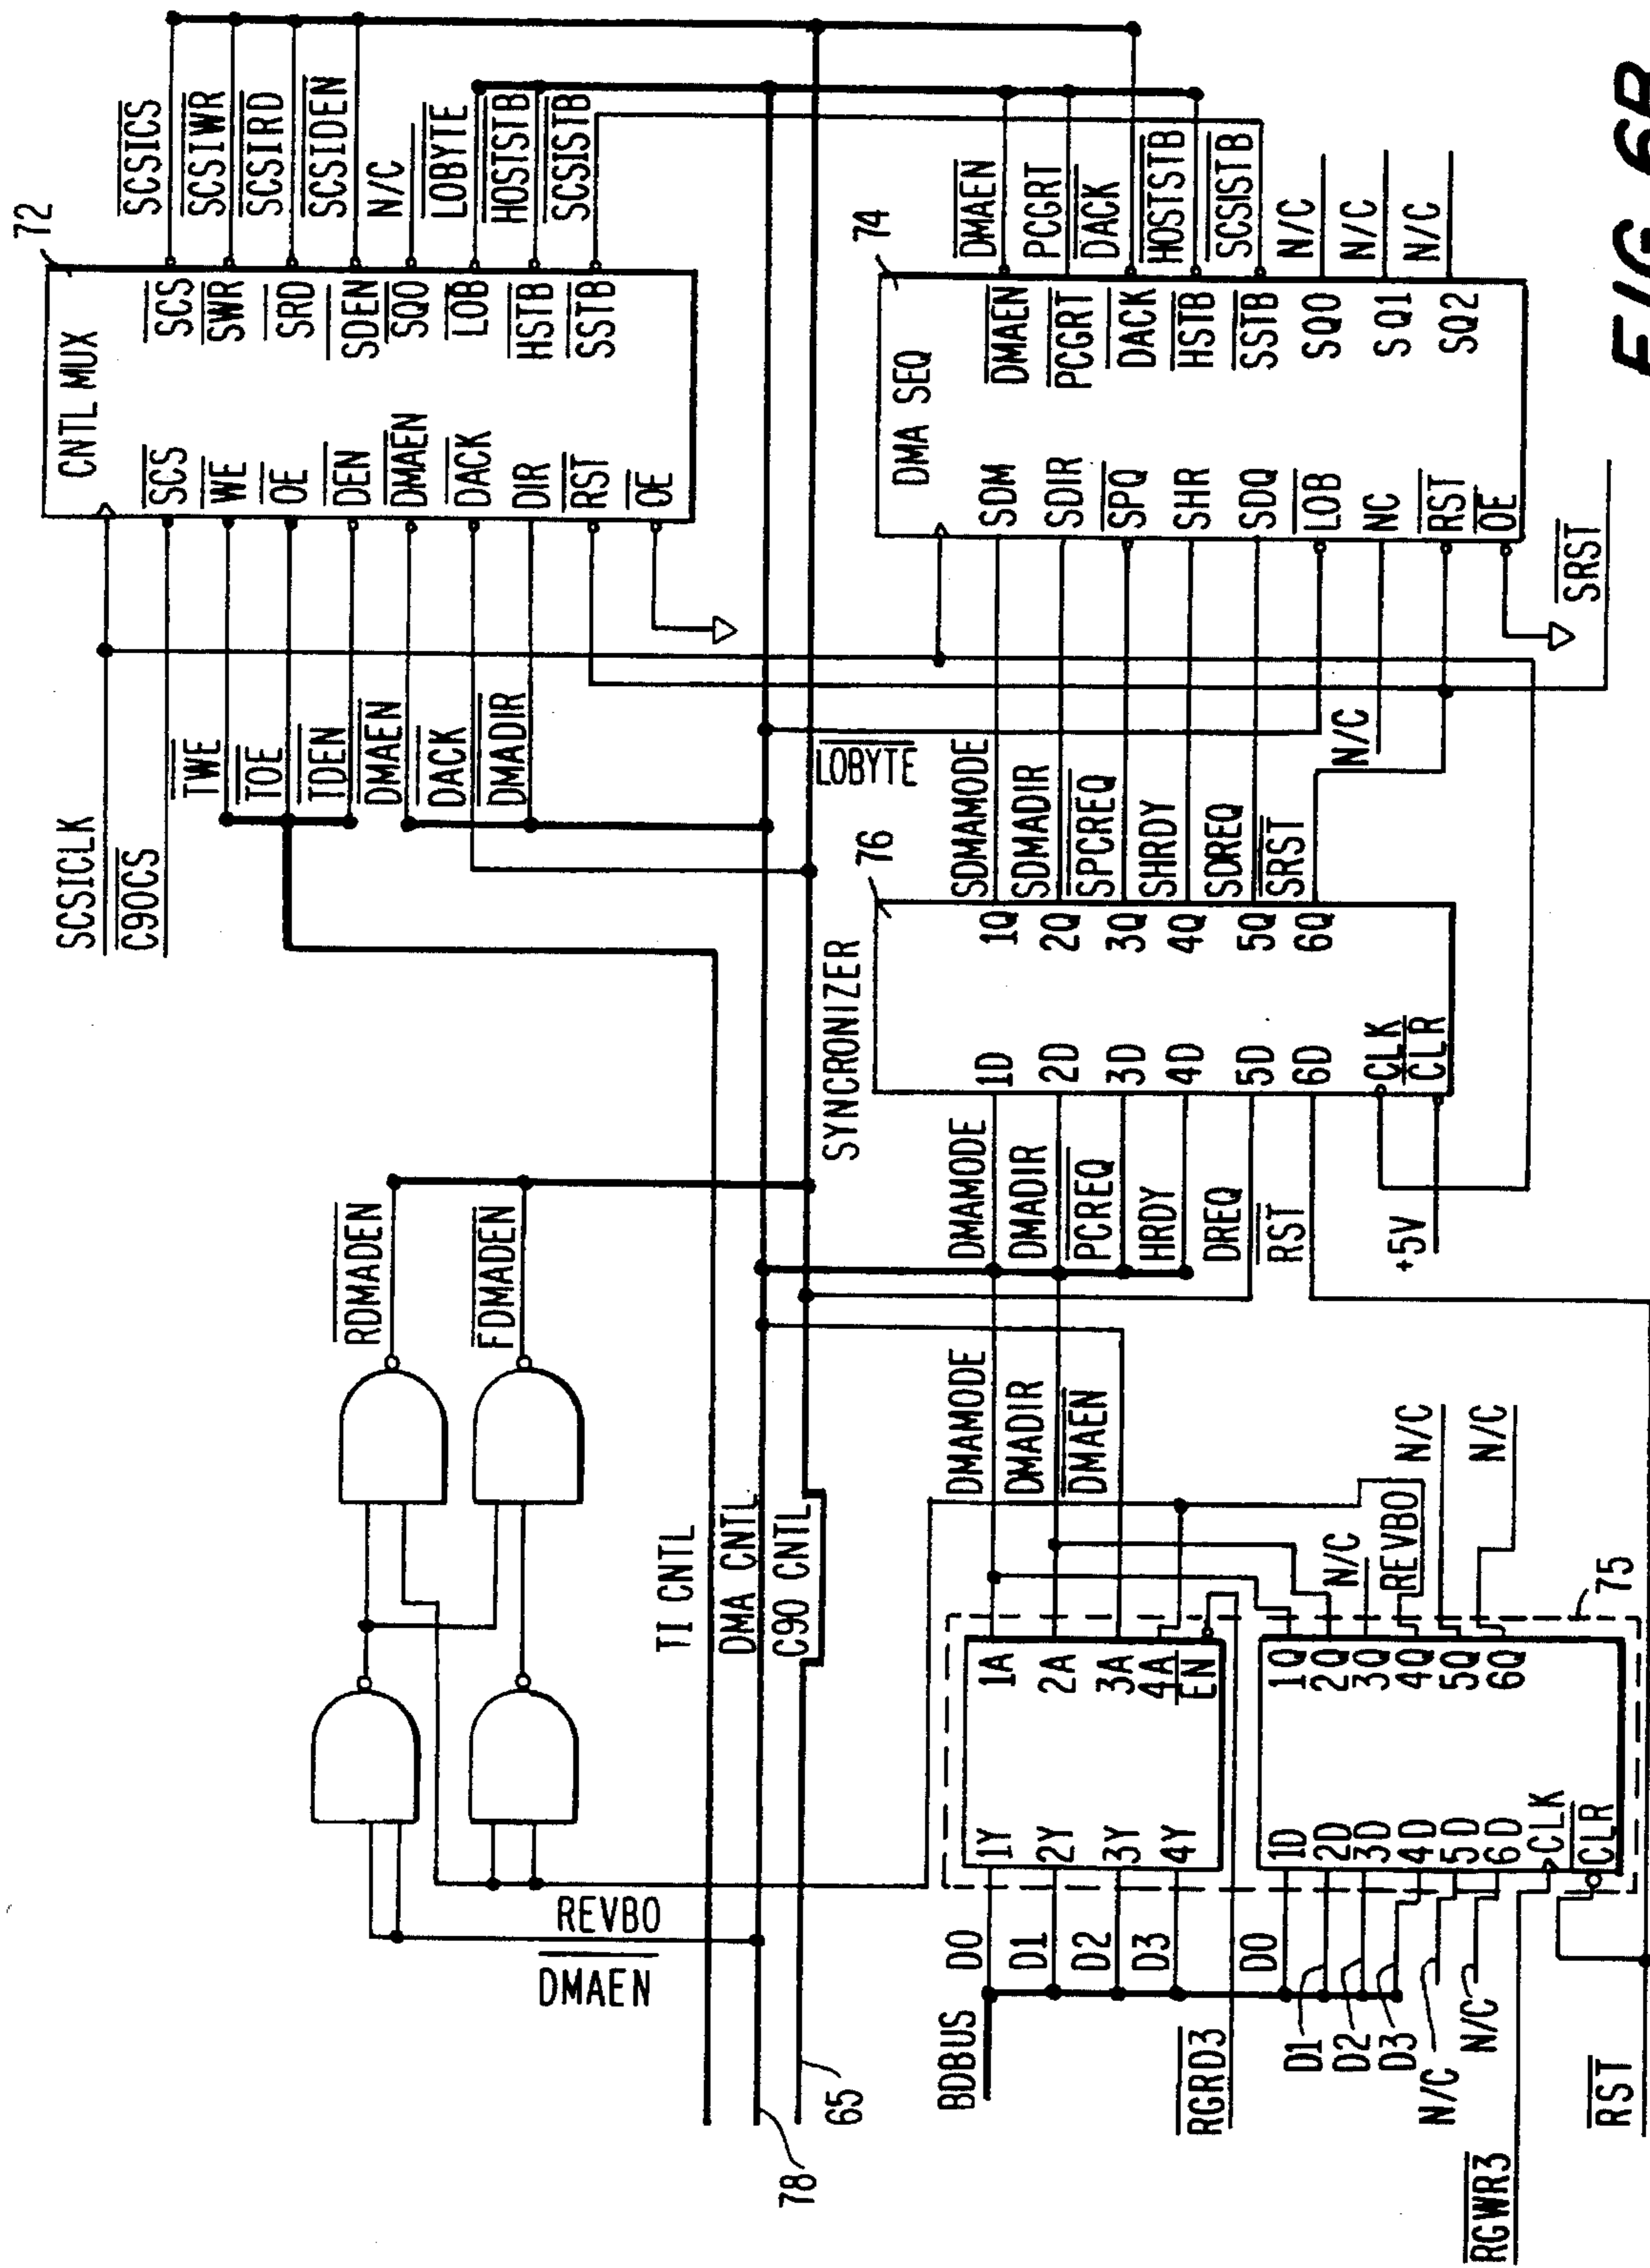 72
CNTL MUX
SCS
WE
OE
DEN
DMAEN
DACK
DIR
RST
OE
SCS
SWR
SRD
SDEN
SQO
LOB
HSTB
SSTB
SCSICS
SCSIWR
SCSIRD
SCSIDEN
N/C
LOBYTE
HOSTSTB
SCSISTB
SCSICLK
C90CS
TWE
TOE
TDEN
DMAEN
DACK
DMADIR
RDMADEN
FDMADEN
REVBO
DMAEN
TI CNTL
DMA CNTL
C90 CNTL
78
65
LOBYTE
74
DMA SEQ
SDM
SDIR
SPQ
SHR
SDQ
LOB
NC
RST
OE
DMAEN
PCGRT
DACK
HSTB
SSTB
SQ0
SQ1
SQ2
DMAEN
PCGRT
DACK
HOSTSTB
SCSISTB
N/C
N/C
N/C
SRST
76
SYNCRONIZER
1D
2D
3D
4D
5D
6D
CLK
CLR
1Q
2Q
3Q
4Q
5Q
6Q
SDMAMODE
SDMADIR
SPCREQ
SHRDY
SDREQ
SRST
N/C
DMAMODE
DMADIR
PCREQ
HRDY
DREQ
RST
+5V
DMAMODE
DMADIR
DMAEN
N/C
REVBO
N/C
N/C
75
1Y
2Y
3Y
4Y
1A
2A
3A
4A
EN
1D
2D
3D
4D
5D
6D
CLK
CLR
1Q
2Q
3Q
4Q
5Q
6Q
BDBUS
D0
D1
D2
D3
RGRD3
D0
D1
D2
D3
N/C
N/C
RGWR3
RST
FIG 6B